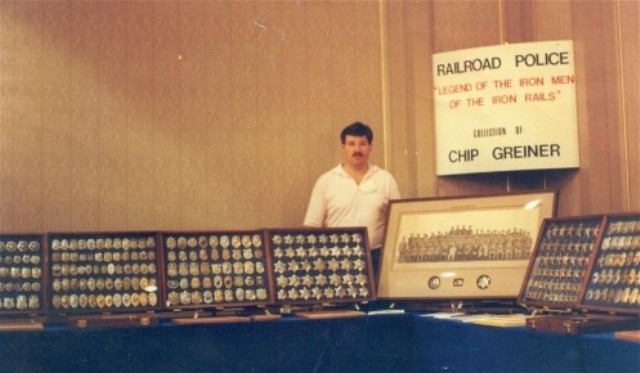 RAILROAD POLICE
"LEGEND OF THE IRON MEN
OF THE IRON RAILS"
COLLECTION OF
CHIP GREINER